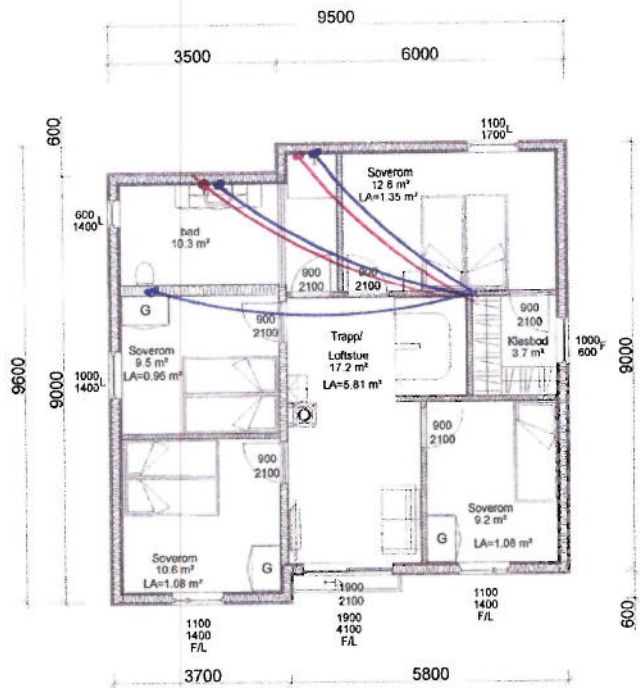 9500
3500
6000
600
1100
1700 L
Soverom
12.8 m²
LA=1.35 m²
600
1400 L
bad
10.3 m²
900
2100
900
2100
G
900
2100
900
2100
Soverom
9.5 m²
LA=0.96 m²
Trapp/
Loftstue
17.2 m²
LA=5.81 m²
Klesbod
3.7 m²
1000
600 F
1000
1400 L
9600
9000
9000
900
2100
900
2100
Soverom
10.6 m²
LA=1.08 m²
G
Soverom
9.2 m²
G
LA=1.08 m²
1900
2100
1900
4100
F/L
1100
1400
F/L
1100
1400
F/L
600
3700
5800